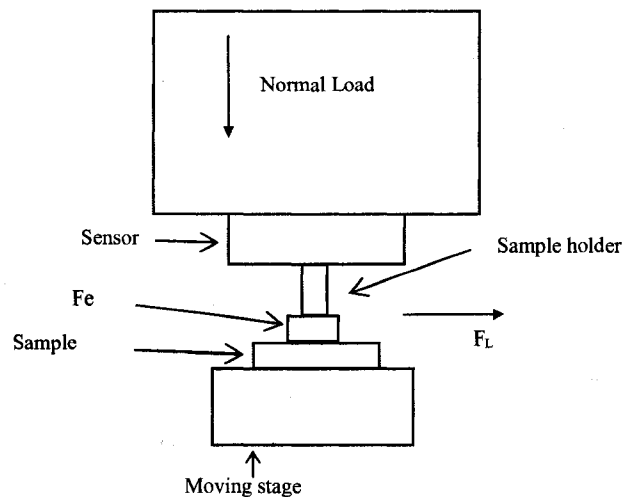 Normal Load
Sensor
Sample holder
Fe
F_L
Sample
Moving stage